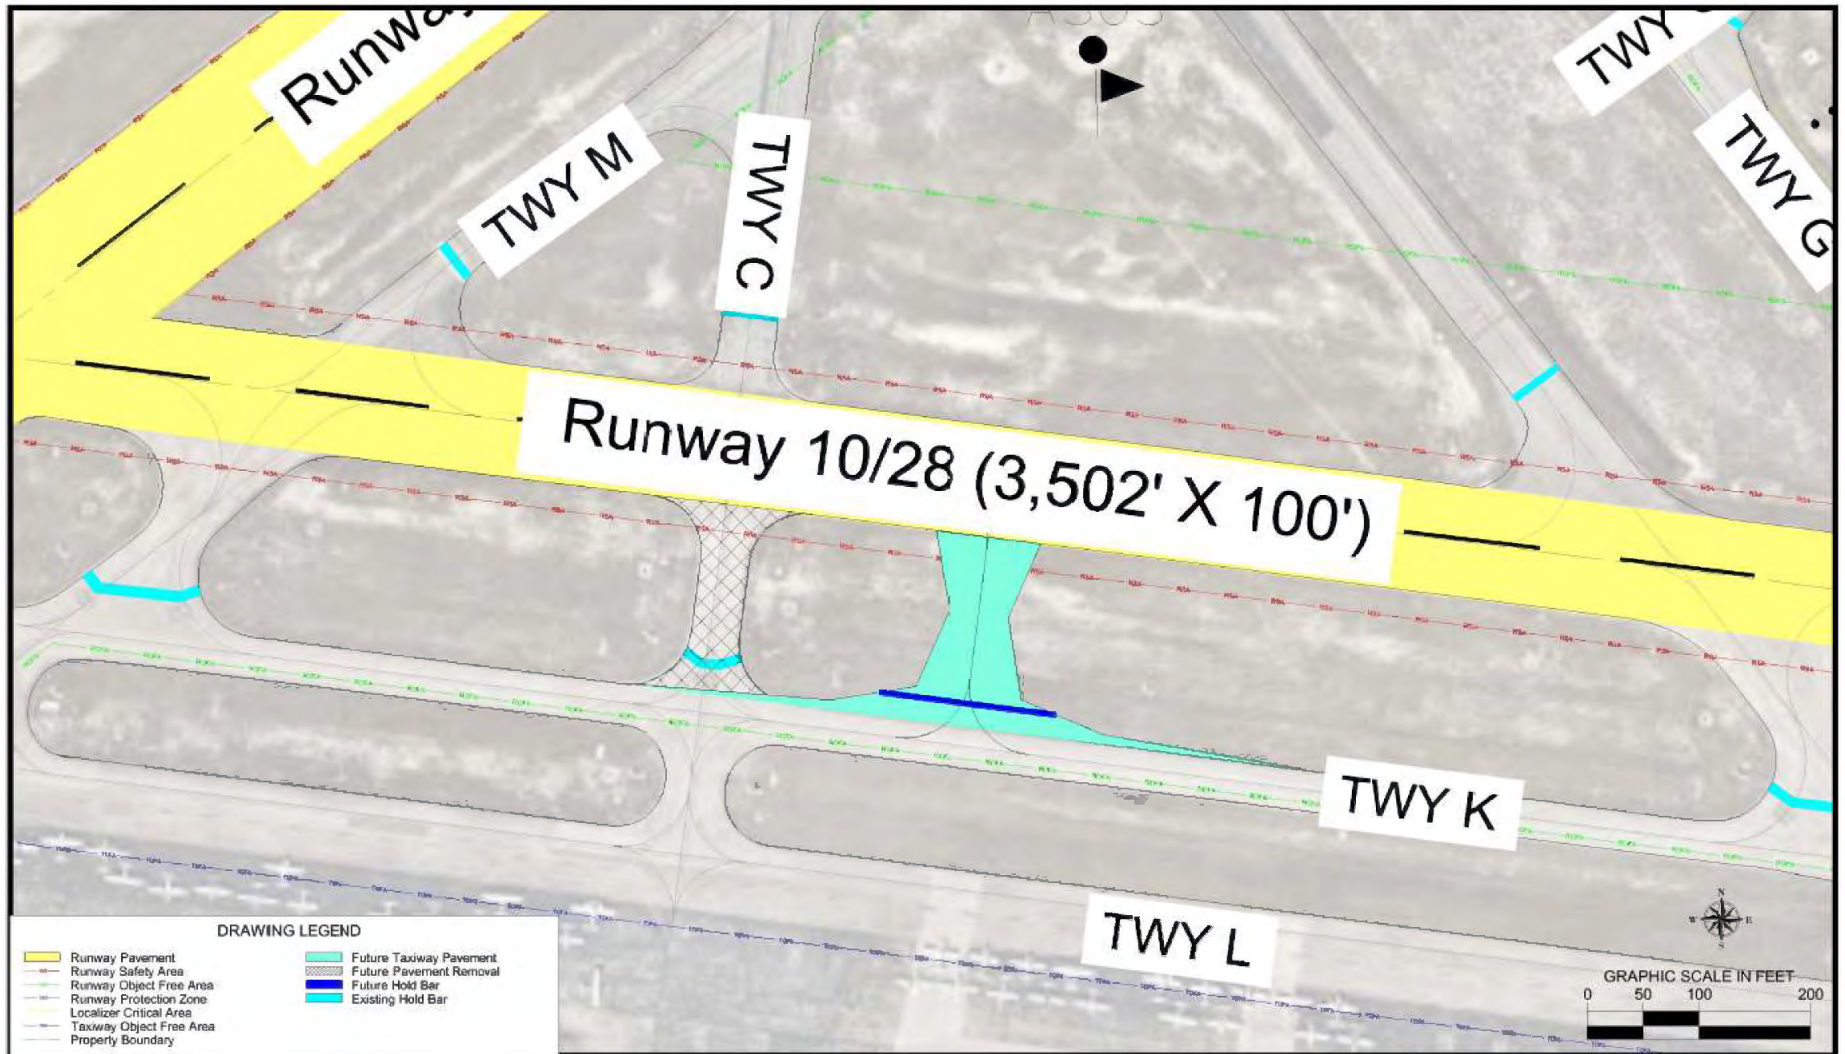 Runway
ASOS
TWY
TWY M
TWY C
TWY G
Runway 10/28 (3,502' X 100')
TWY K
TWY L
N
W E
S
GRAPHIC SCALE IN FEET
0 50 100 200
DRAWING LEGEND
Runway Pavement
Runway Safety Area
Runway Object Free Area
Runway Protection Zone
Localizer Critical Area
Taxiway Object Free Area
Property Boundary
Future Taxiway Pavement
Future Pavement Removal
Future Hold Bar
Existing Hold Bar